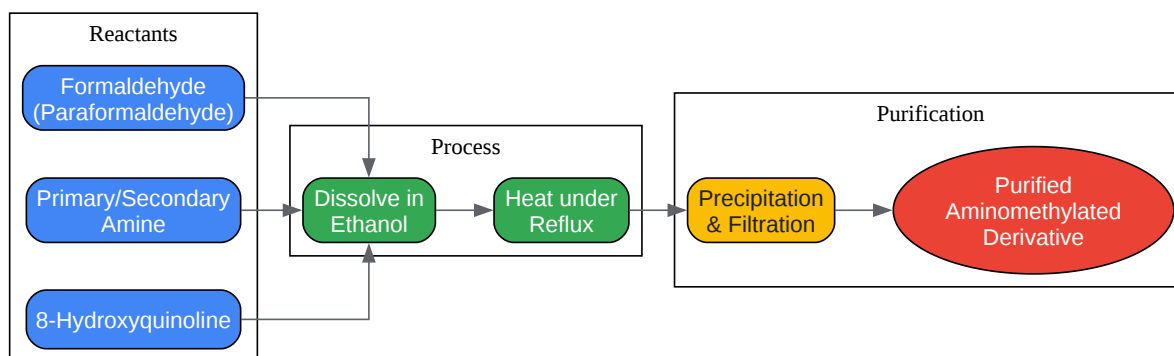 Reactants
Formaldehyde
(Paraformaldehyde)
Primary/Secondary
Amine
8-Hydroxyquinoline
Process
Dissolve in
Ethanol
Heat under
Reflux
Purification
Precipitation
& Filtration
Purified
Aminomethylated
Derivative